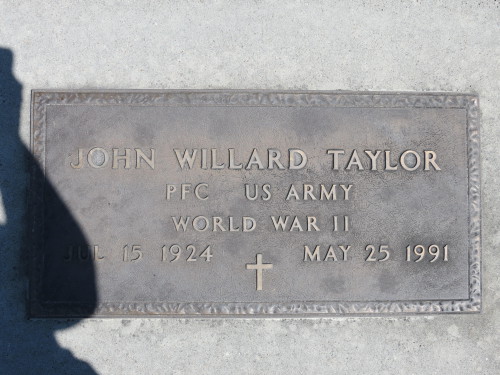 JOHN WILLARD TAYLOR
PFC US ARMY
WORLD WAR II
JUL 15 1924 MAY 25 1991